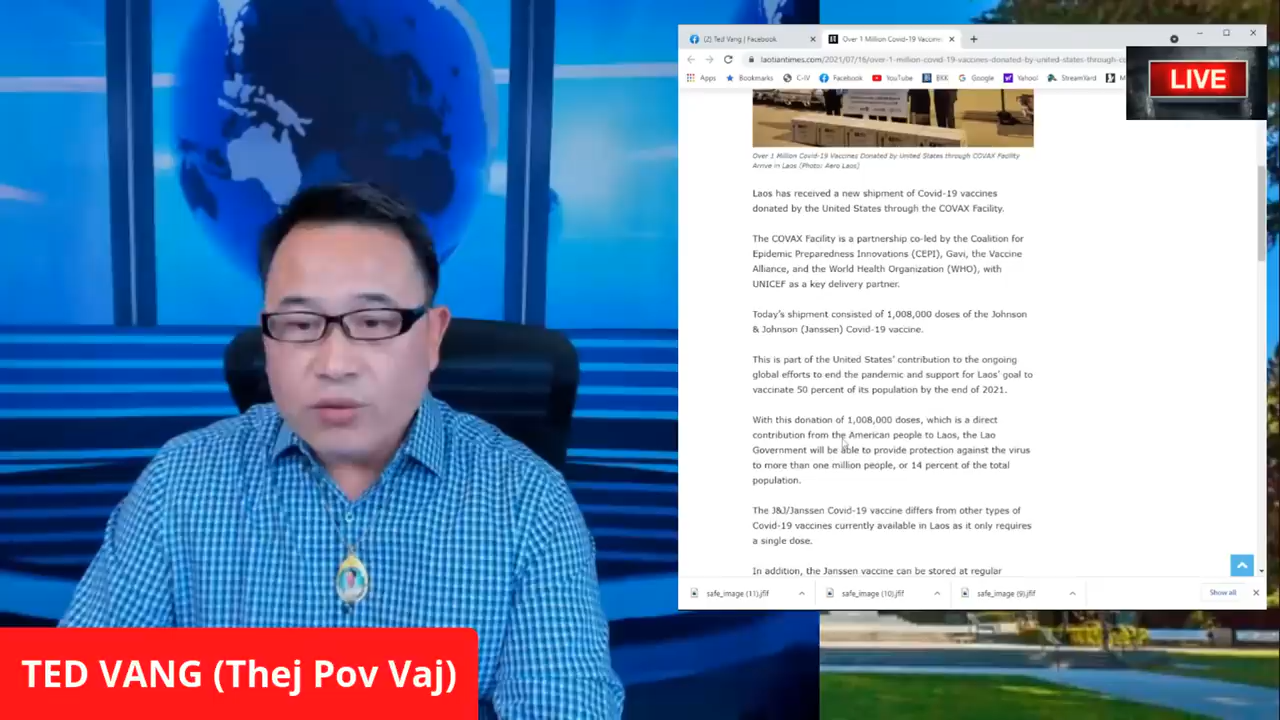 (2) Ted Vang | Facebook
Over 1 Million Covid-19 Vaccine
laotiantimes.com/2021/07/16/over-1-million-covid-19-vaccines-donated-by-united-states-through-co
Apps
Bookmarks
C-IV
Facebook
YouTube
BKK
Google
Yahoo!
StreamYard
M
LIVE
Over 1 Million Covid-19 Vaccines Donated by United States through COVAX Facility
Arrive in Laos (Photo: Aero Laos)
Laos has received a new shipment of Covid-19 vaccines
donated by the United States through the COVAX Facility.
The COVAX Facility is a partnership co-led by the Coalition for
Epidemic Preparedness Innovations (CEPI), Gavi, the Vaccine
Alliance, and the World Health Organization (WHO), with
UNICEF as a key delivery partner.
Today's shipment consisted of 1,008,000 doses of the Johnson
& Johnson (Janssen) Covid-19 vaccine.
This is part of the United States' contribution to the ongoing
global efforts to end the pandemic and support for Laos' goal to
vaccinate 50 percent of its population by the end of 2021.
With this donation of 1,008,000 doses, which is a direct
contribution from the American people to Laos, the Lao
Government will be able to provide protection against the virus
to more than one million people, or 14 percent of the total
population.
The J&J/Janssen Covid-19 vaccine differs from other types of
Covid-19 vaccines currently available in Laos as it only requires
a single dose.
In addition, the Janssen vaccine can be stored at regular
safe_image (11).jfif
safe_image (10).jfif
safe_image (9).jfif
Show all
TED VANG (Thej Pov Vaj)